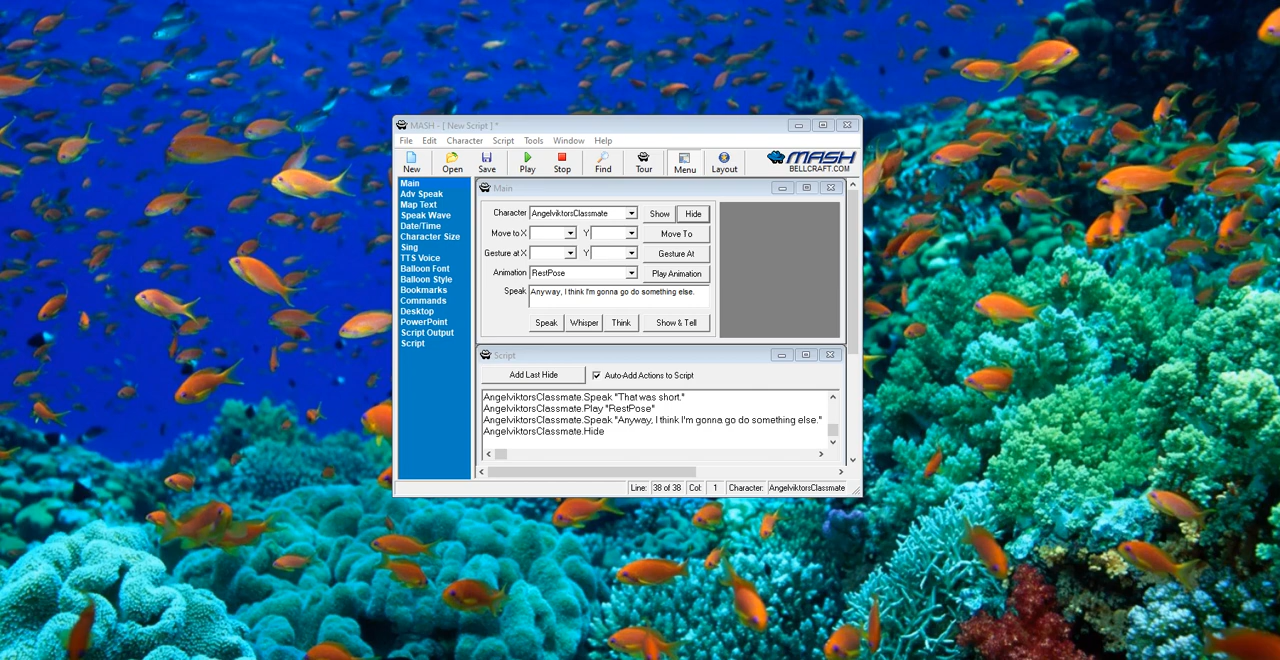 MASH - [ New Script ] *
File Edit Character Script Tools Window Help
New Open Save Play Stop Find Tour Menu Layout
MASH
BELLCRAFT.COM
Main
Adv Speak
Map Text
Speak Wave
Date/Time
Character Size
Sing
TTS Voice
Balloon Font
Balloon Style
Bookmarks
Commands
Desktop
PowerPoint
Script Output
Script
Main
Character AngelviktorsClassmate Show Hide
Move to X Y Move To
Gesture at X Y Gesture At
Animation RestPose Play Animation
Speak Anyway, I think I'm gonna go do something else.
Speak Whisper Think Show & Tell
Script
Add Last Hide Auto-Add Actions to Script
AngelviktorsClassmate.Speak "That was short."
AngelviktorsClassmate.Play "RestPose"
AngelviktorsClassmate.Speak "Anyway, I think I'm gonna go do something else."
AngelviktorsClassmate.Hide
Line: 38 of 38 Col: 1 Character: AngelviktorsClassmate